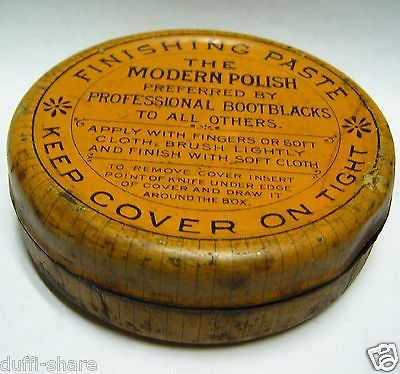 FINISHING PASTE
THE
MODERN POLISH
PREFERRED BY
PROFESSIONAL BOOTBLACKS
TO ALL OTHERS.
APPLY WITH FINGERS OR SOFT
CLOTH, BRUSH LIGHTLY
AND FINISH WITH SOFT CLOTH
TO REMOVE COVER INSERT
POINT OF KNIFE UNDER EDGE
OF COVER AND DRAW IT
AROUND THE BOX.
KEEP COVER ON TIGHT
duffi-share